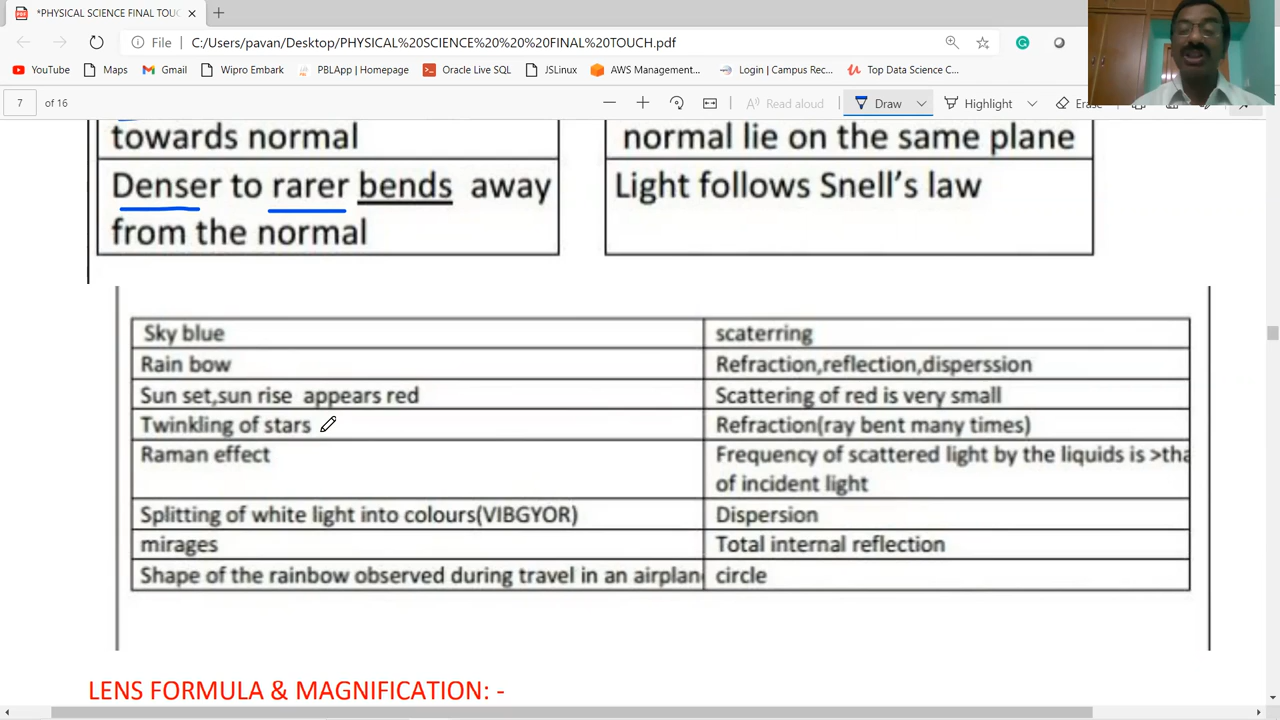 *PHYSICAL SCIENCE FINAL TOUC
File
C:/Users/pavan/Desktop/PHYSICAL%20SCIENCE%20%20%20FINAL%20TOUCH.pdf
YouTube
Maps
Gmail
Wipro Embark
PBLApp | Homepage
Oracle Live SQL
JSLinux
AWS Management...
Login | Campus Rec...
Top Data Science C...
7 of 16
Read aloud
Draw
Highlight
Erase
towards normal
Denser to rarer bends away
from the normal
normal lie on the same plane
Light follows Snell's law
Sky blue scaterring
Rain bow Refraction,reflection,disperssion
Sun set,sun rise appears red Scattering of red is very small
Twinkling of stars Refraction(ray bent many times)
Raman effect Frequency of scattered light by the liquids is >tha
of incident light
Splitting of white light into colours(VIBGYOR) Dispersion
mirages Total internal reflection
Shape of the rainbow observed during travel in an airplan circle
LENS FORMULA & MAGNIFICATION: -